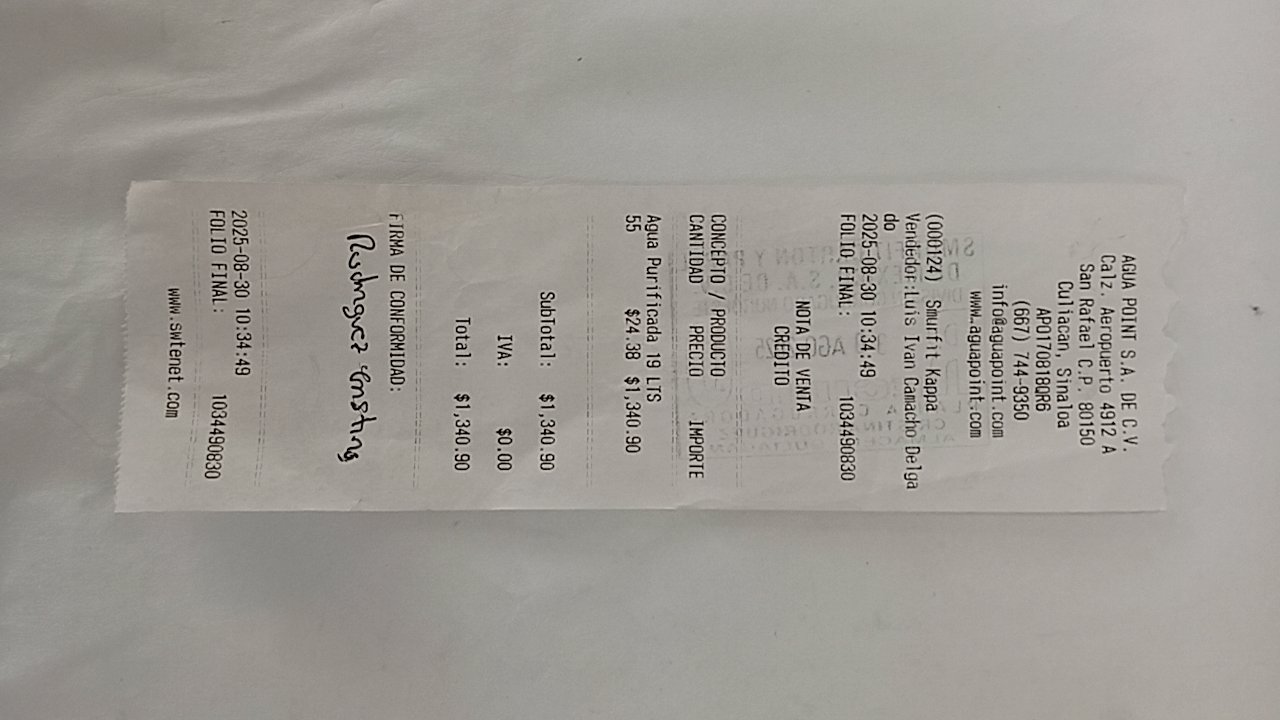 AGUA POINT S.A. DE C.V.
Calz. Aeropuerto 4912 A
San Rafael C.P. 80150
Culiacan, Sinaloa
APO170818QR6
(667) 744-9350
info@aguapoint.com
www.aguapoint.com
(000124) Smurfit Kappa
Vendedor:Luis Ivan Camacho Delga
do
2025-08-30 10:34:49
FOLIO FINAL: 1034490830
NOTA DE VENTA
CREDITO
CONCEPTO / PRODUCTO
CANTIDAD PRECIO IMPORTE
Agua Purificada 19 LTS
55 $24.38 $1,340.90
SubTotal: $1,340.90
IVA: $0.00
Total: $1,340.90
FIRMA DE CONFORMIDAD:
Rodriguez
2025-08-30 10:34:49
FOLIO FINAL: 1034490830
www.swtenet.com